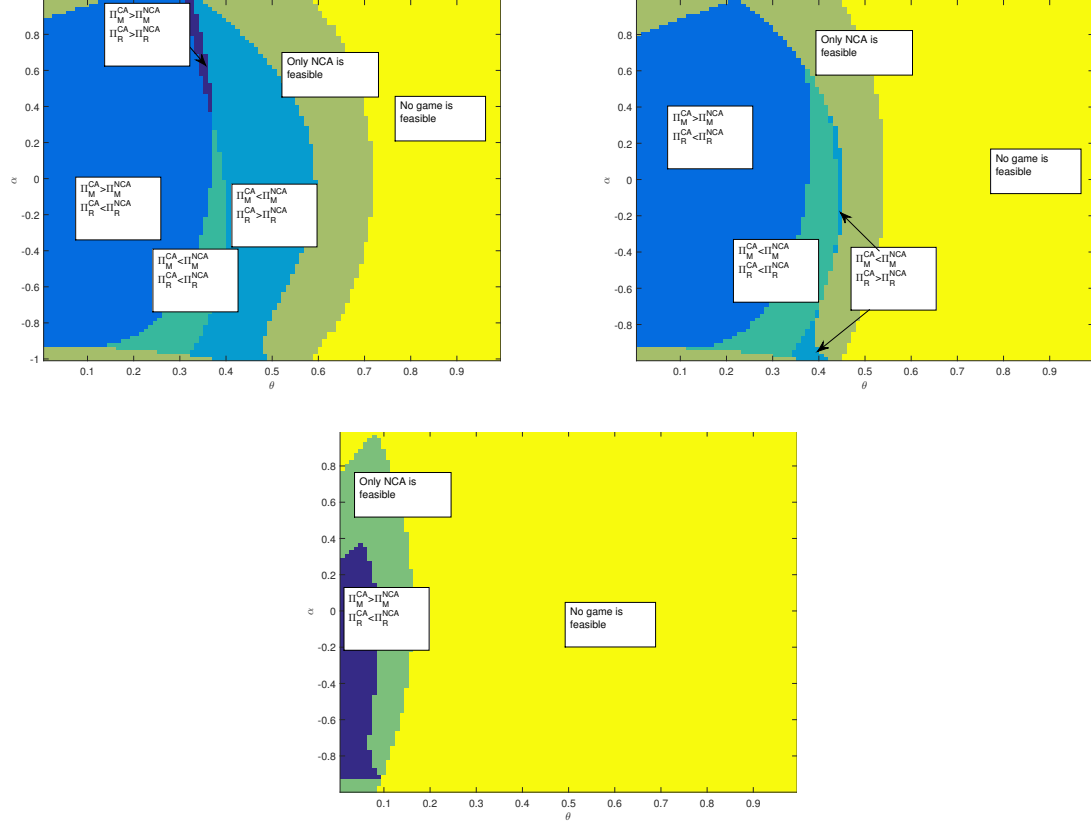 Π_M^CA>Π_M^NCA
Π_R^CA>Π_R^NCA
Only NCA is
feasible
No game is
feasible
Π_M^CA>Π_M^NCA
Π_R^CA<Π_R^NCA
Π_M^CA<Π_M^NCA
Π_R^CA>Π_R^NCA
Π_M^CA<Π_M^NCA
Π_R^CA<Π_R^NCA
0.8
0.6
0.4
0.2
0
-0.2
-0.4
-0.6
-0.8
-1
α
0.1 0.2 0.3 0.4 0.5 0.6 0.7 0.8 0.9
θ
Only NCA is
feasible
Π_M^CA>Π_M^NCA
Π_R^CA<Π_R^NCA
No game is
feasible
Π_M^CA<Π_M^NCA
Π_R^CA<Π_R^NCA
Π_M^CA<Π_M^NCA
Π_R^CA>Π_R^NCA
0.8
0.6
0.4
0.2
0
-0.2
-0.4
-0.6
-0.8
α
0.1 0.2 0.3 0.4 0.5 0.6 0.7 0.8 0.9
θ
Only NCA is
feasible
Π_M^CA>Π_M^NCA
Π_R^CA<Π_R^NCA
No game is
feasible
0.8
0.6
0.4
0.2
0
-0.2
-0.4
-0.6
-0.8
α
0.1 0.2 0.3 0.4 0.5 0.6 0.7 0.8 0.9
θ